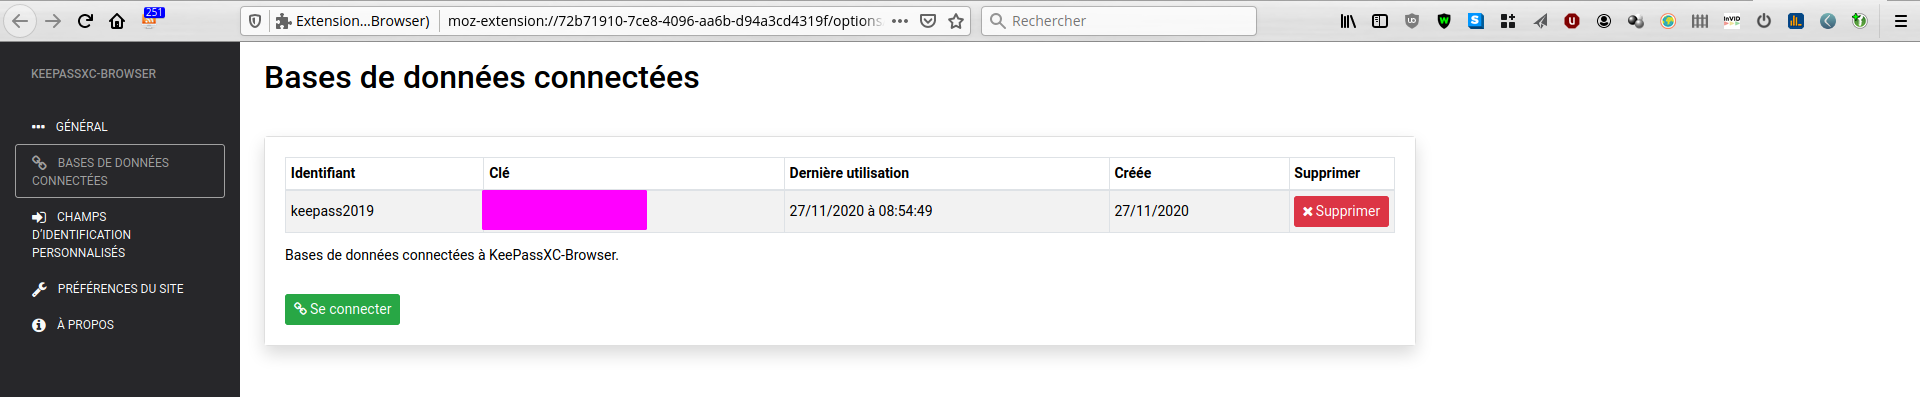 251
Extension...Browser)
moz-extension://72b71910-7ce8-4096-aa6b-d94a3cd4319f/options
Rechercher
InVID
KEEPASSXC-BROWSER
GÉNÉRAL
BASES DE DONNÉES
CONNECTÉES
CHAMPS
D'IDENTIFICATION
PERSONNALISÉS
PRÉFÉRENCES DU SITE
À PROPOS
Bases de données connectées
Identifiant Clé Dernière utilisation Créée Supprimer
keepass2019 27/11/2020 à 08:54:49 27/11/2020 Supprimer
Bases de données connectées à KeePassXC-Browser.
Se connecter